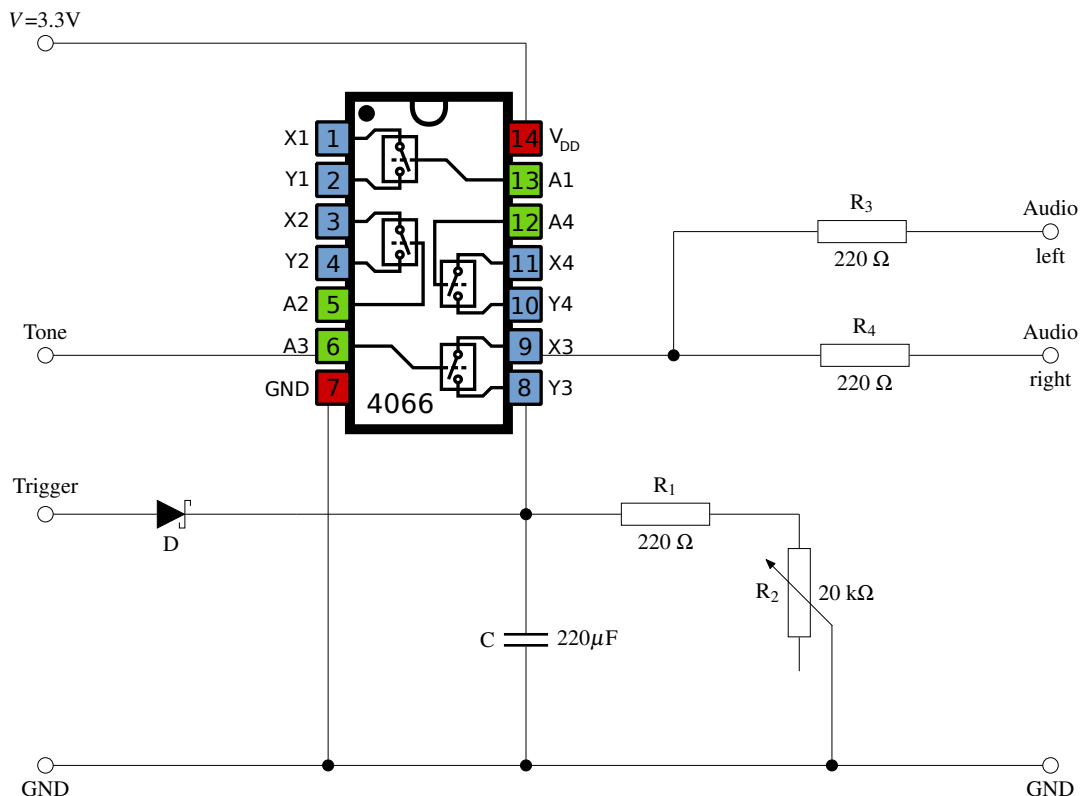 V=3.3V
X1 1 14 VDD
Y1 2 13 A1
X2 3 12 A4
Y2 4 11 X4
A2 5 10 Y4
A3 6 9 X3
GND 7 8 Y3
4066
Tone
R3
220 Ω
Audio
left
R4
220 Ω
Audio
right
Trigger
D
R1
220 Ω
R2 20 kΩ
C 220μF
GND
GND